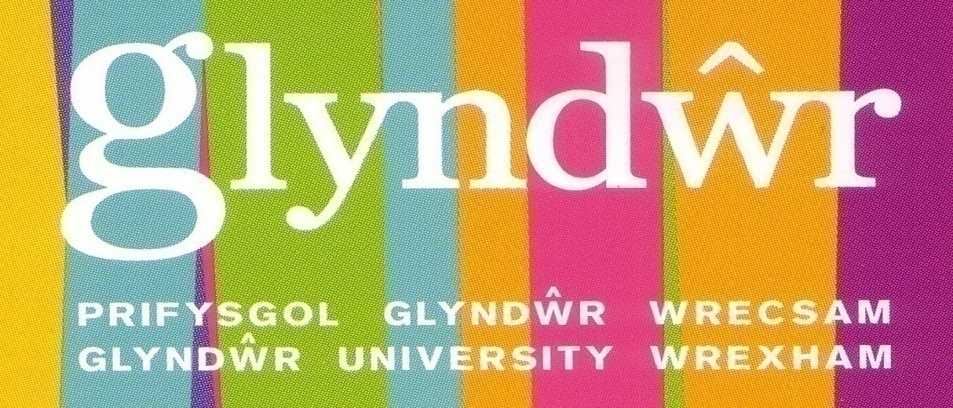 glyndŵr
PRIFYSGOL GLYNDŴR WRECSAM
GLYNDŴR UNIVERSITY WREXHAM